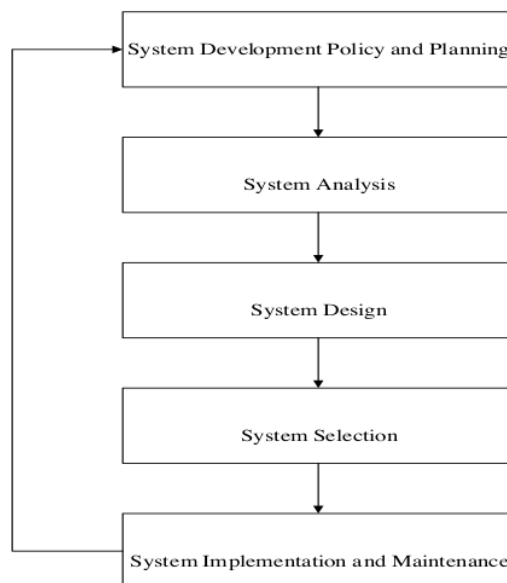 System Development Policy and Planning
System Analysis
System Design
System Selection
System Implementation and Maintenance